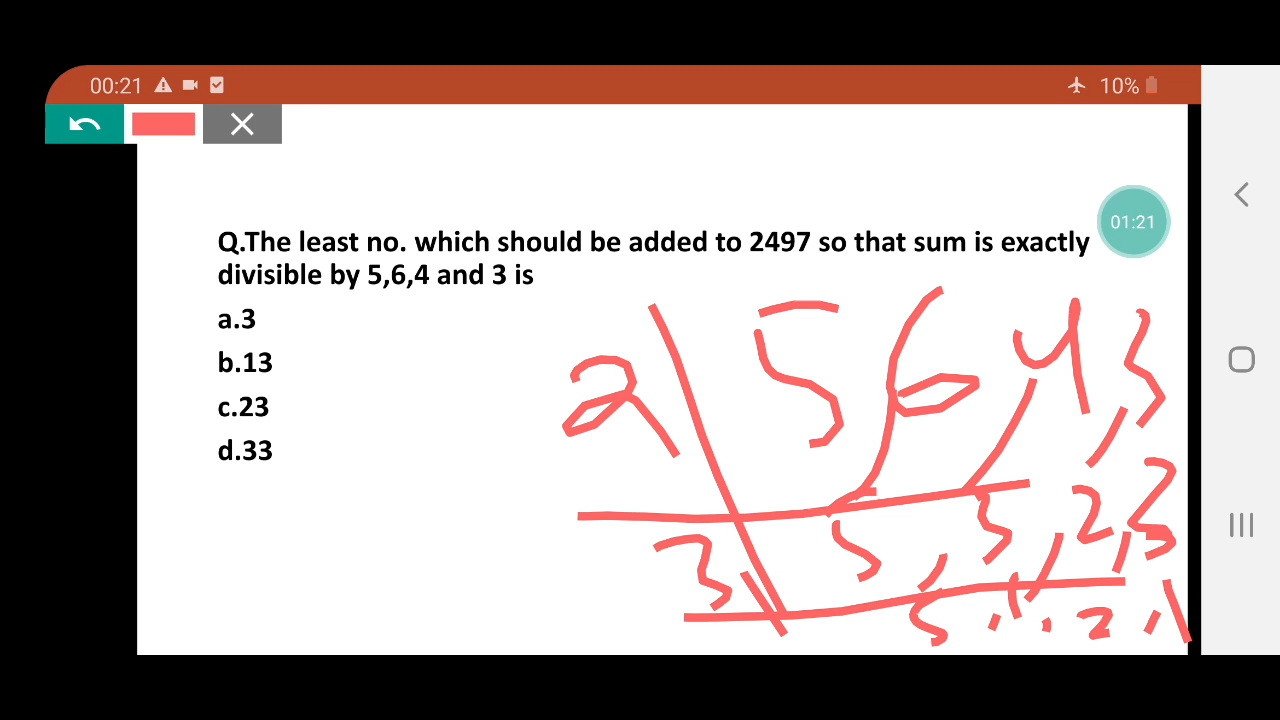 00:21
10%
01:21
Q.The least no. which should be added to 2497 so that sum is exactly
divisible by 5,6,4 and 3 is
a.3
b.13
c.23
d.33
2 5 6, 4, 3
3 5, 3, 2, 3
5, 1, 2, 1